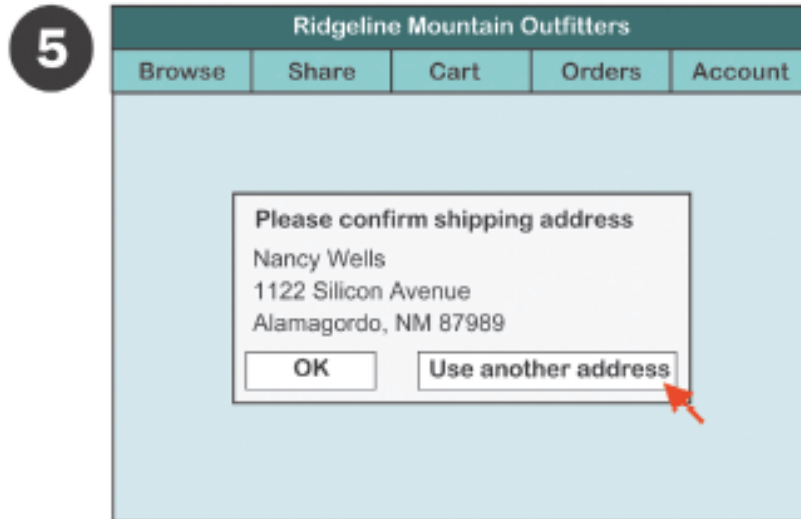 5
Ridgeline Mountain Outfitters
Browse Share Cart Orders Account
Please confirm shipping address
Nancy Wells
1122 Silicon Avenue
Alamagordo, NM 87989
OK Use another address